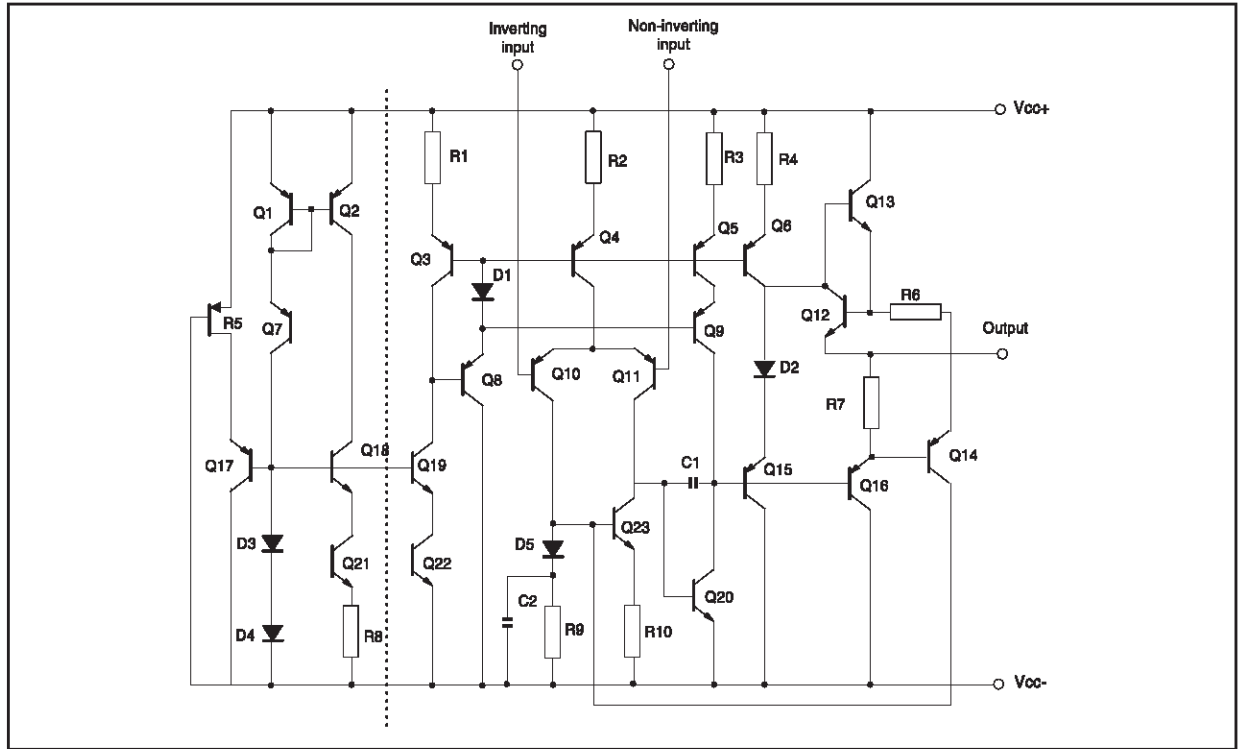 Inverting
input
Non-inverting
input
Vcc+
R1
R2
R3
R4
Q1
Q2
Q13
Q3
Q4
Q5
Q6
D1
R5
Q7
Q12
R6
Output
Q8
Q10
Q11
Q9
D2
R7
Q17
Q18
Q19
C1
Q15
Q16
Q14
D3
Q21
Q22
D5
Q23
C2
Q20
D4
R8
R9
R10
Vcc-